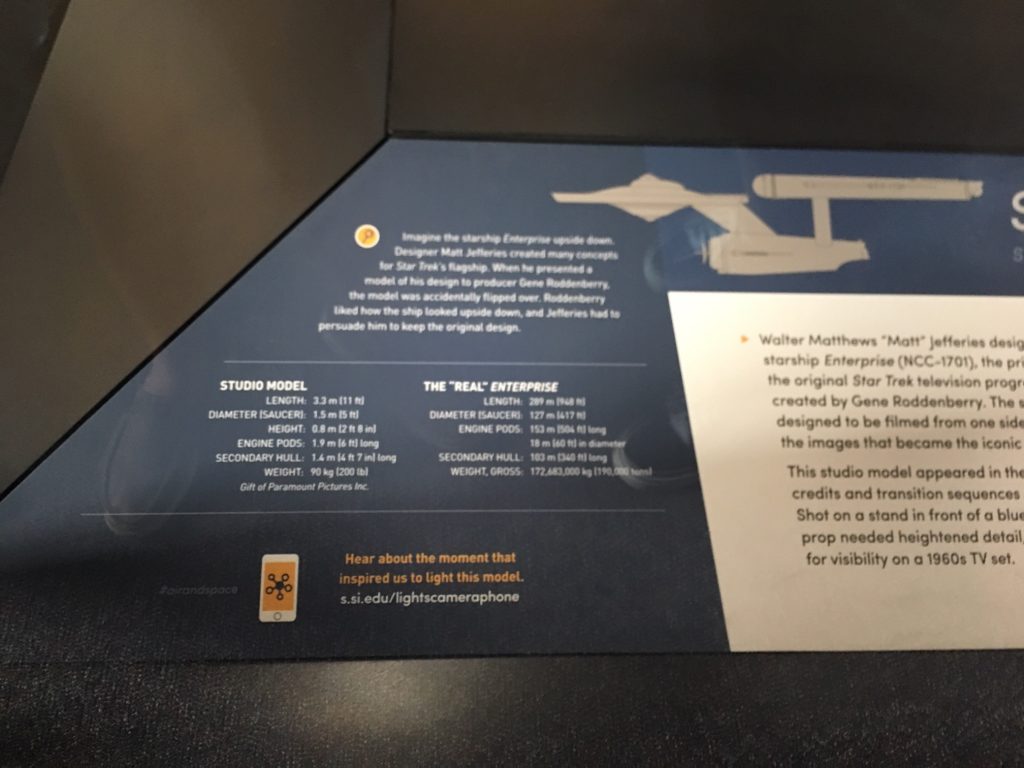 Imagine the starship Enterprise upside down.
Designer Matt Jefferies created many concepts
for Star Trek's flagship. When he presented a
model of his design to producer Gene Roddenberry,
the model was accidentally flipped over. Roddenberry
liked how the ship looked upside down, and Jefferies had to
persuade him to keep the original design.
STUDIO MODEL
LENGTH: 3.3 m (11 ft)
DIAMETER (SAUCER): 1.5 m (5 ft)
HEIGHT: 0.8 m (2 ft 8 in)
ENGINE PODS: 1.9 m (6 ft) long
SECONDARY HULL: 1.4 m (4 ft 7 in) long
WEIGHT: 90 kg (200 lb)
Gift of Paramount Pictures Inc.
THE "REAL" ENTERPRISE
LENGTH: 289 m (948 ft)
DIAMETER (SAUCER): 127 m (417 ft)
ENGINE PODS: 153 m (504 ft) long
18 m (60 ft) in diameter
SECONDARY HULL: 103 m (340 ft) long
WEIGHT, GROSS: 172,683,000 kg (190,000 tons)
#airandspace
Hear about the moment that
inspired us to light this model.
s.si.edu/lightscameraphone
S
S
Walter Matthews "Matt" Jefferies desig
starship Enterprise (NCC-1701), the pri
the original Star Trek television progra
created by Gene Roddenberry. The s
designed to be filmed from one side
the images that became the iconic
This studio model appeared in the
credits and transition sequences
Shot on a stand in front of a blue
prop needed heightened detail,
for visibility on a 1960s TV set.